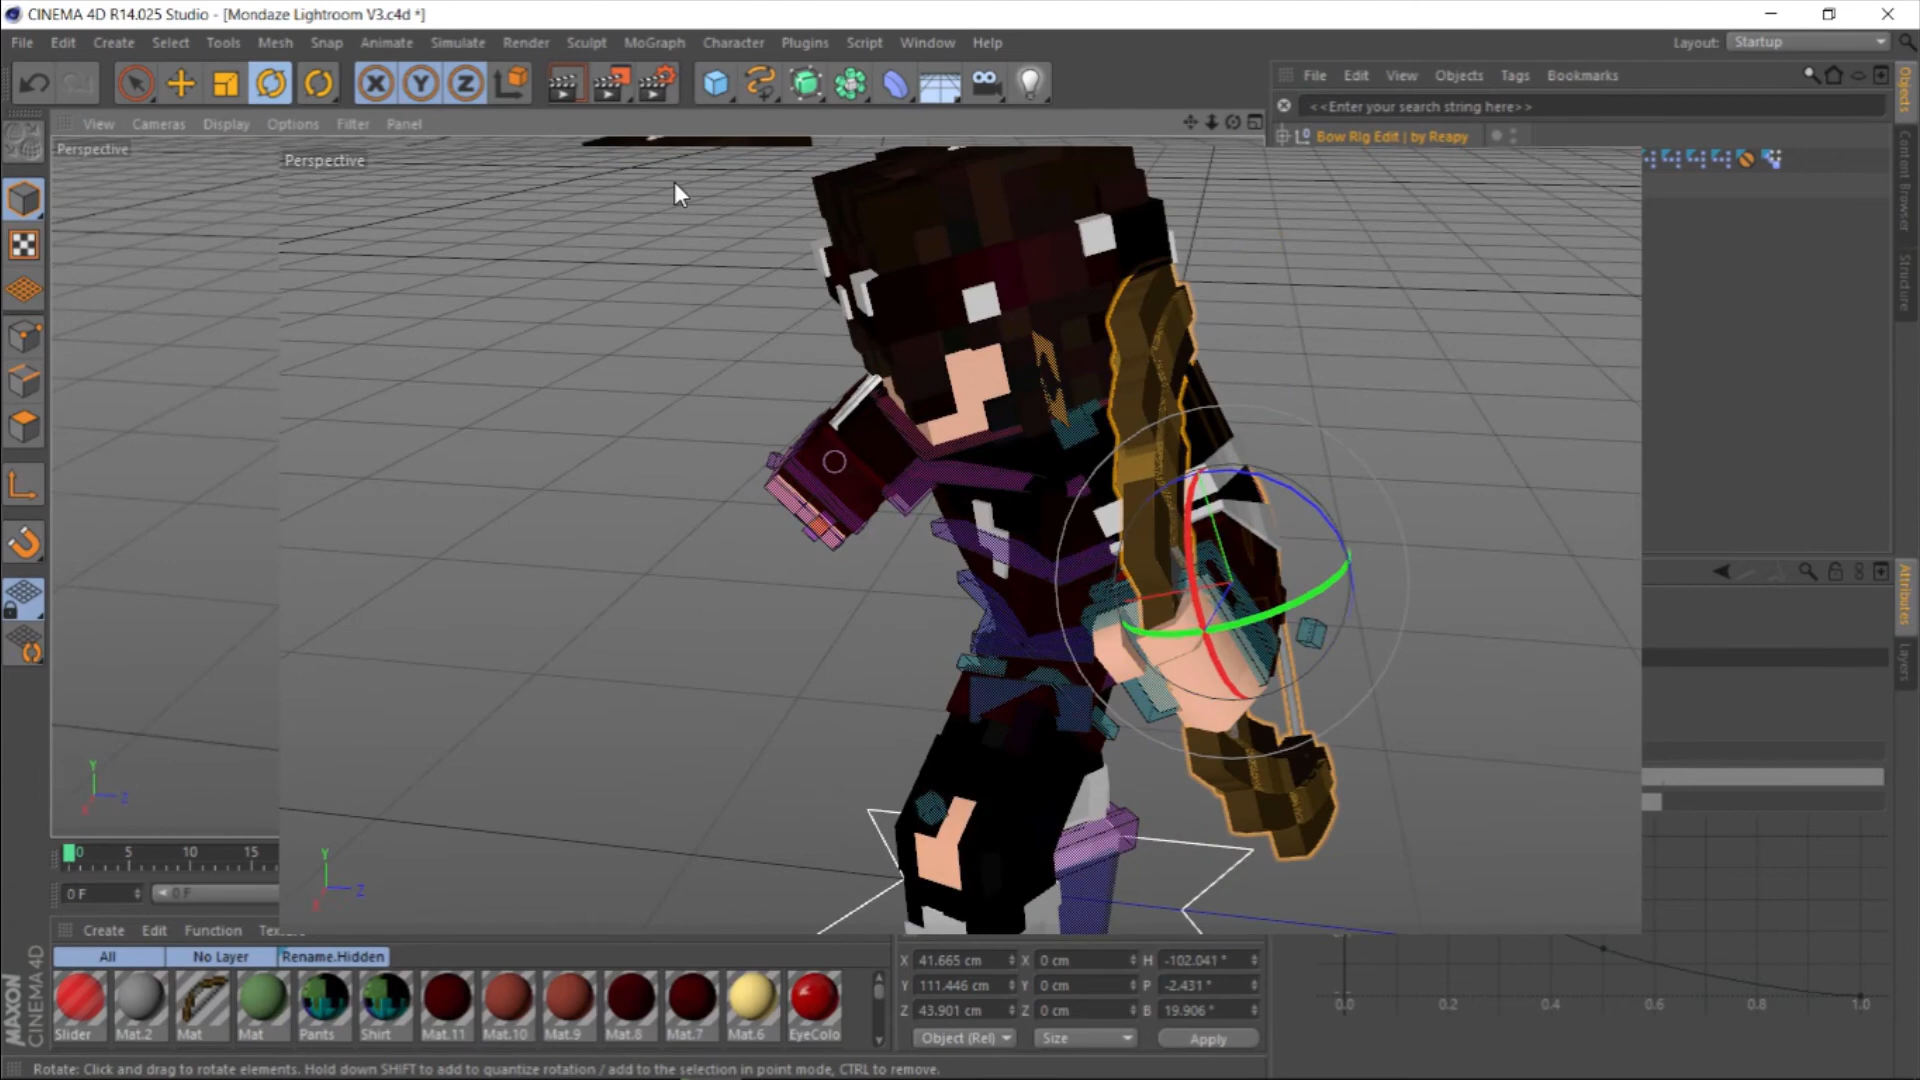 CINEMA 4D R14.025 Studio - [Mondaze Lightroom V3.c4d *]
File Edit Create Select Tools Mesh Snap Animate Simulate Render Sculpt MoGraph Character Plugins Script Window Help
Layout: Startup
X Y Z
File Edit View Objects Tags Bookmarks
<<Enter your search string here>>
View Cameras Display Options Filter Panel
Bow Rig Edit | by Reapy
Perspective
Perspective
Objects
Content Browser
Structure
Attributes
Layers
Y
Z
X
Y
Z
X
0 5 10 15
0 F
0 F
Create Edit Function
All No Layer Rename.Hidden
X 41.665 cm X 0 cm H -102.041 °
Y 111.446 cm Y 0 cm P -2.431 °
Z 43.901 cm Z 0 cm B 19.906 °
Object (Rel) Size Apply
0.0 0.2 0.4 0.6 0.8 1.0
Slider Mat.2 Mat Mat Pants Shirt Mat.11 Mat.10 Mat.9 Mat.8 Mat.7 Mat.6 EyeColo
MAXON CINEMA 4D
Rotate: Click and drag to rotate elements. Hold down SHIFT to add to quantize rotation / add to the selection in point mode, CTRL to remove.